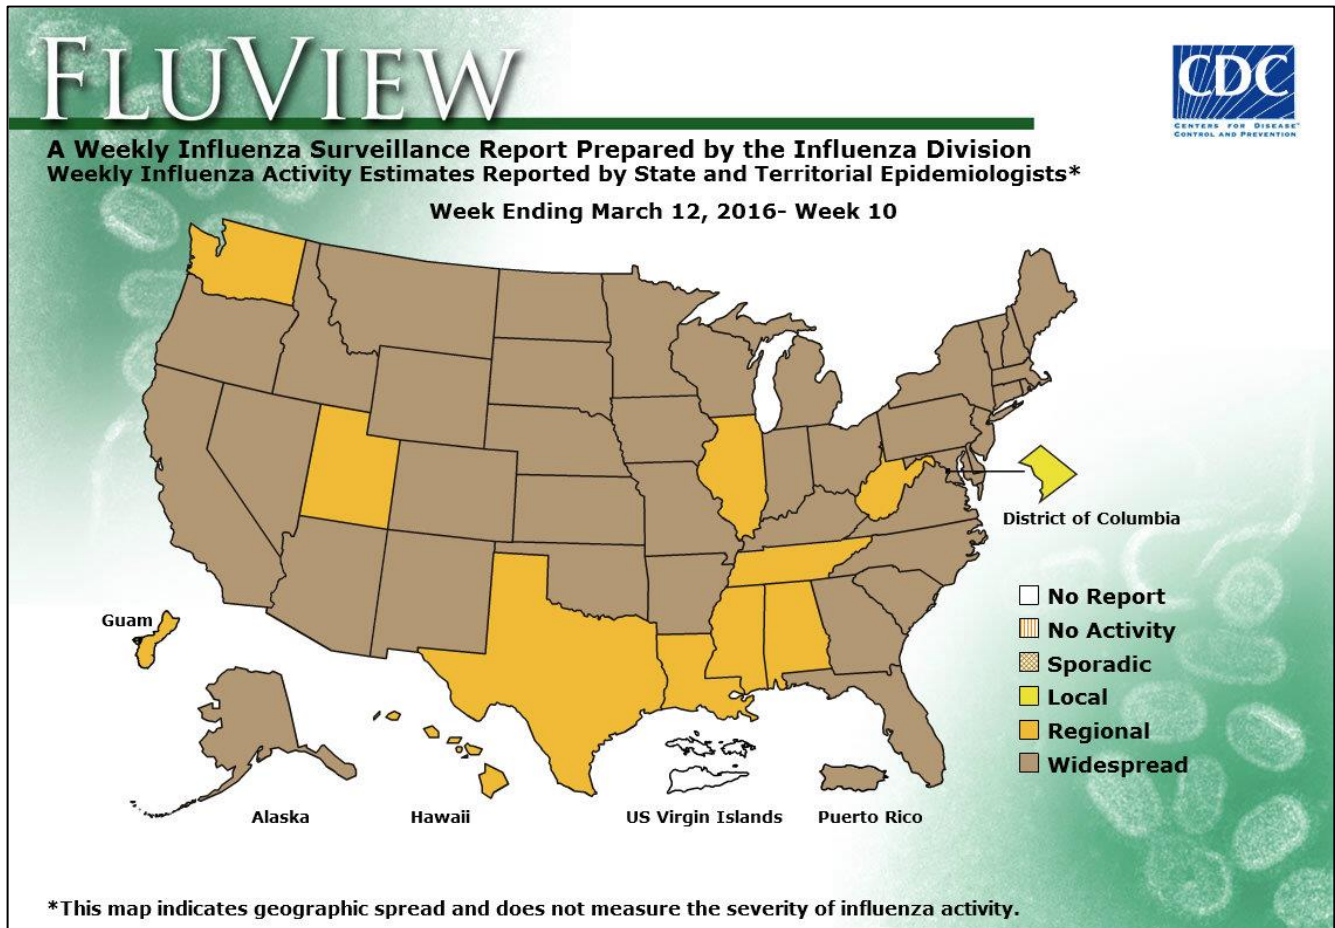 FLUVIEW
CDC
CENTERS FOR DISEASE™
CONTROL AND PREVENTION
A Weekly Influenza Surveillance Report Prepared by the Influenza Division
Weekly Influenza Activity Estimates Reported by State and Territorial Epidemiologists*
Week Ending March 12, 2016- Week 10
District of Columbia
No Report
No Activity
Sporadic
Local
Regional
Widespread
Guam
Alaska
Hawaii
US Virgin Islands
Puerto Rico
*This map indicates geographic spread and does not measure the severity of influenza activity.